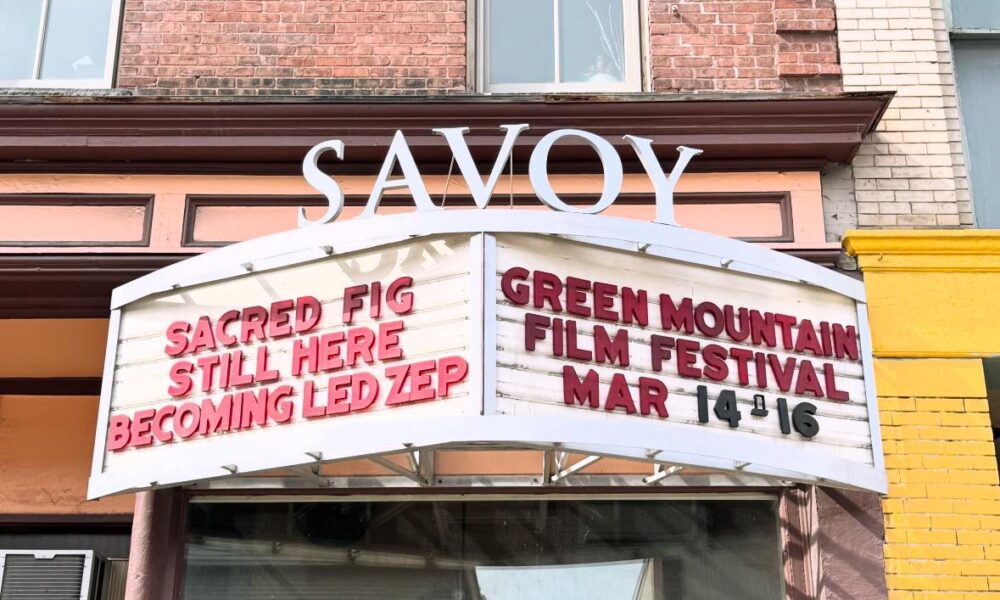 SAVOY
SACRED FIG
STILL HERE
BECOMING LED ZEP
GREEN MOUNTAIN
FILM FESTIVAL
MAR 14-16